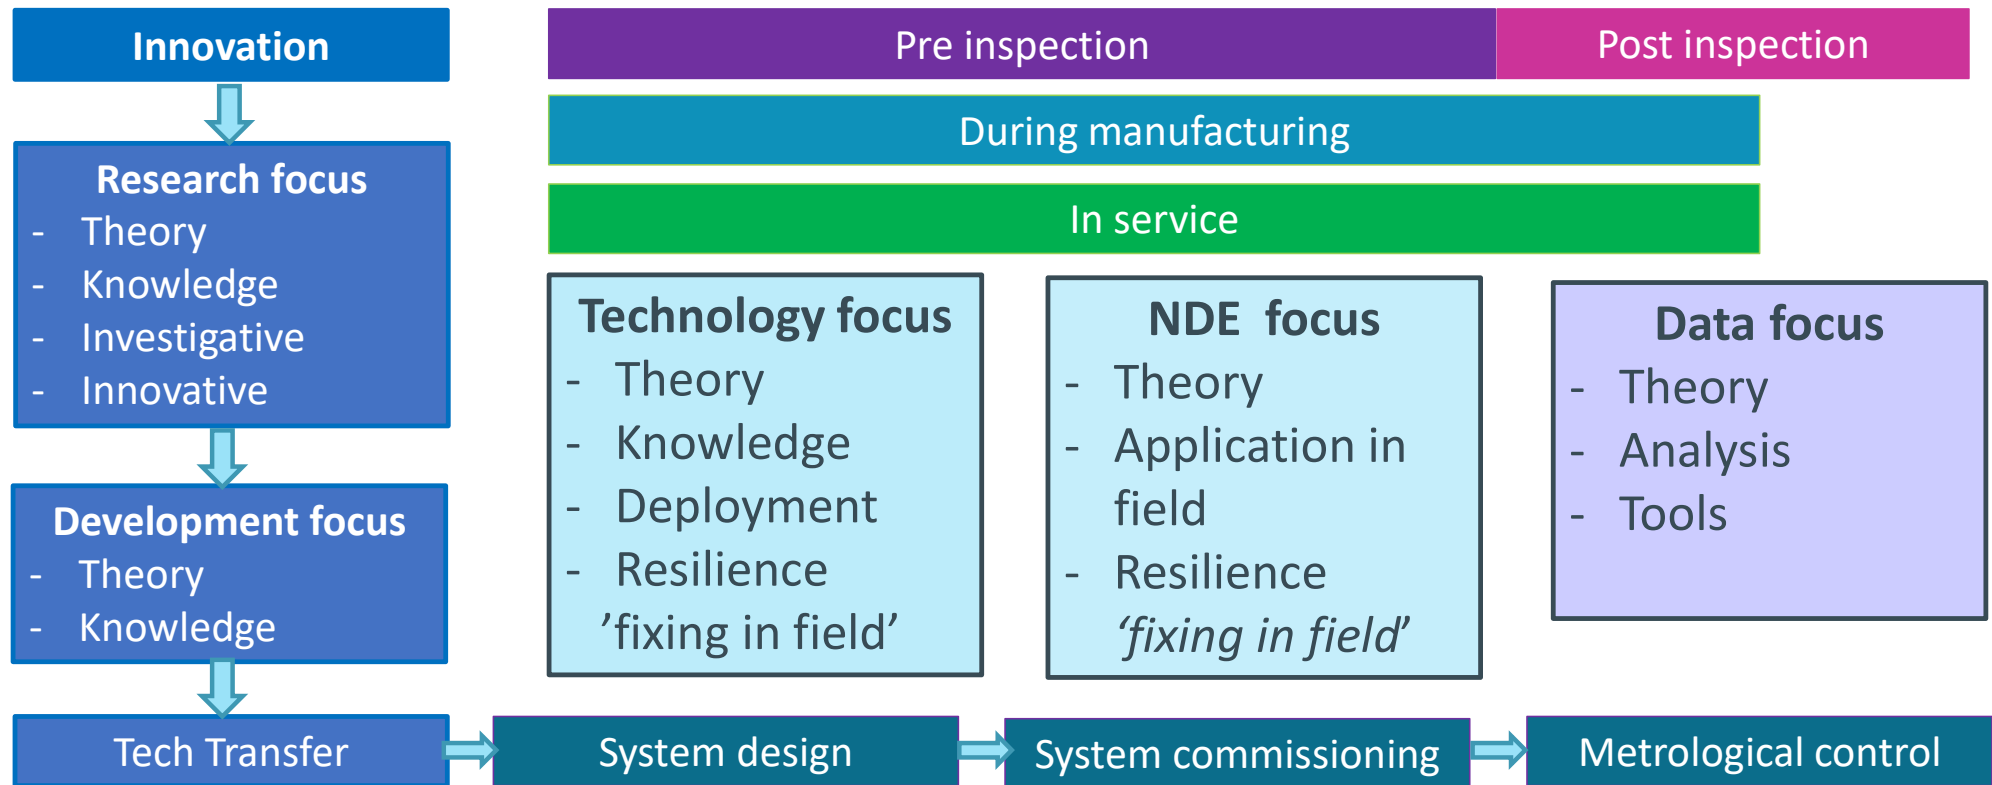 Innovation
Research focus
- Theory
- Knowledge
- Investigative
- Innovative
Development focus
- Theory
- Knowledge
Tech Transfer
Pre inspection
Post inspection
During manufacturing
In service
Technology focus
- Theory
- Knowledge
- Deployment
- Resilience
’fixing in field’
NDE focus
- Theory
- Application in
field
- Resilience
‘fixing in field’
Data focus
- Theory
- Analysis
- Tools
System design
System commissioning
Metrological control